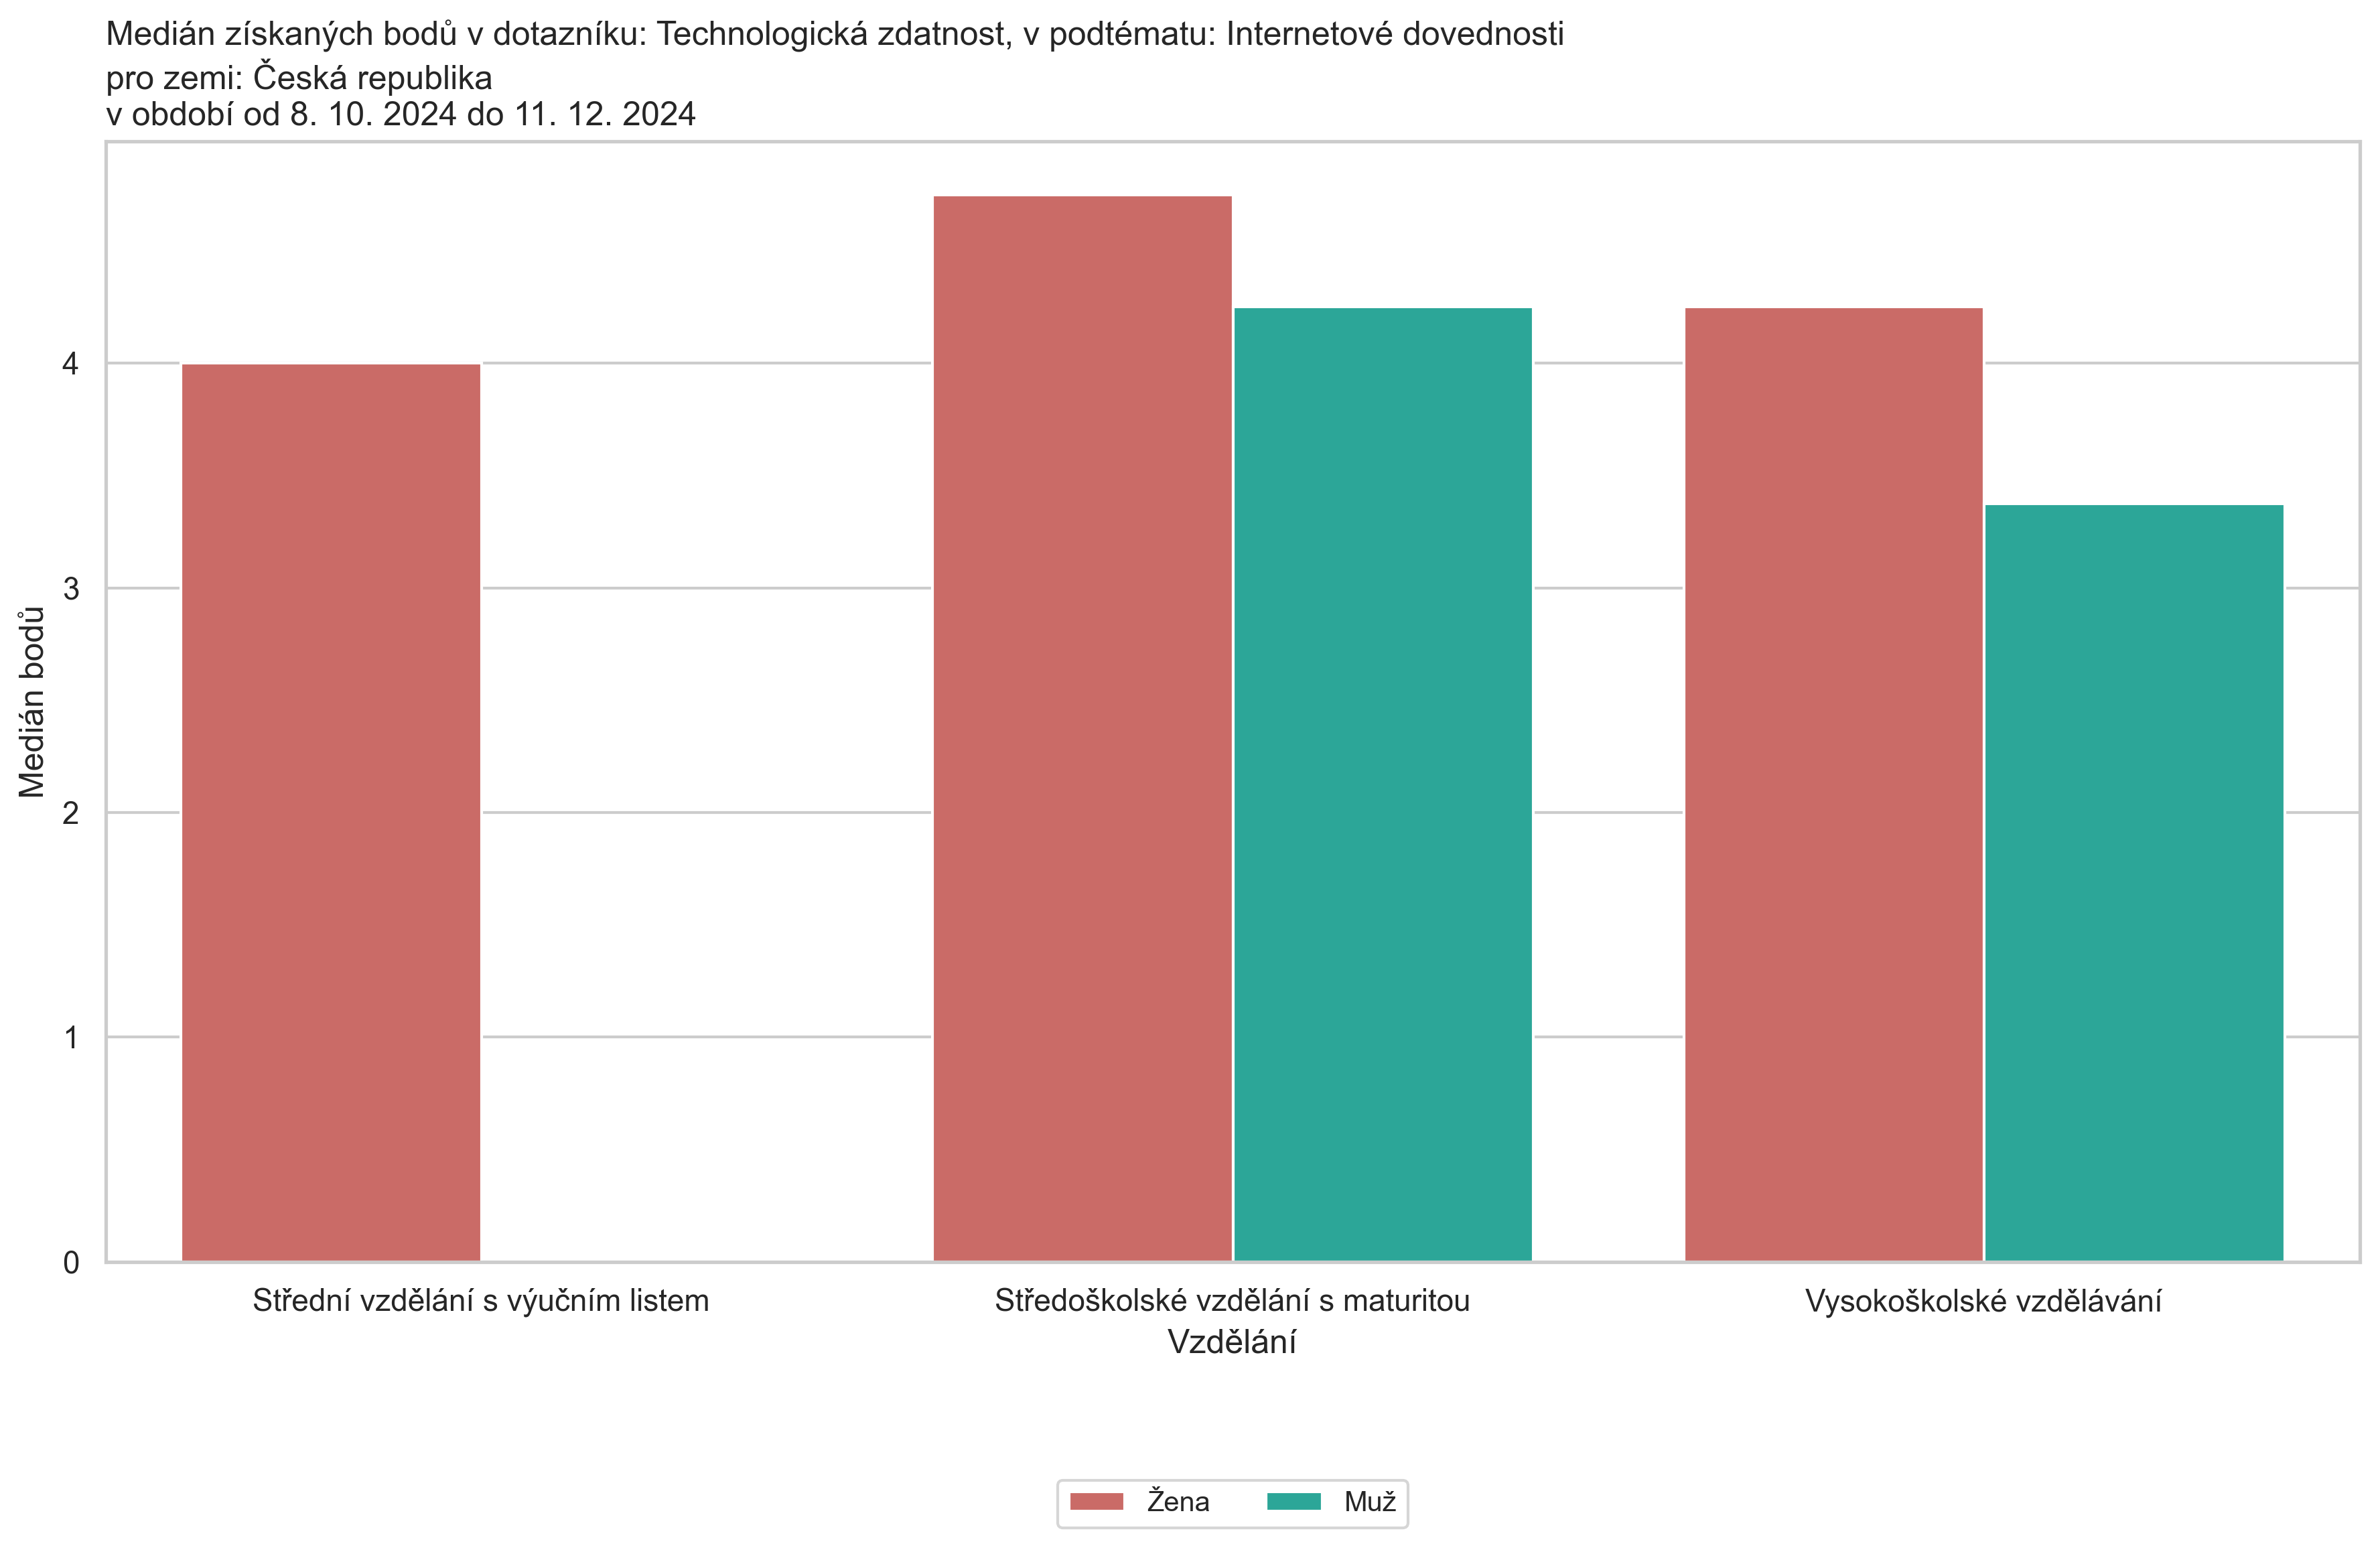 Medián získaných bodů v dotazníku: Technologická zdatnost, v podtématu: Internetové dovednosti
pro zemi: Česká republika
v období od 8. 10. 2024 do 11. 12. 2024
Medián bodů
4
3
2
1
0
Střední vzdělání s výučním listem
Středoškolské vzdělání s maturitou
Vysokoškolské vzdělávání
Vzdělání
Žena
Muž